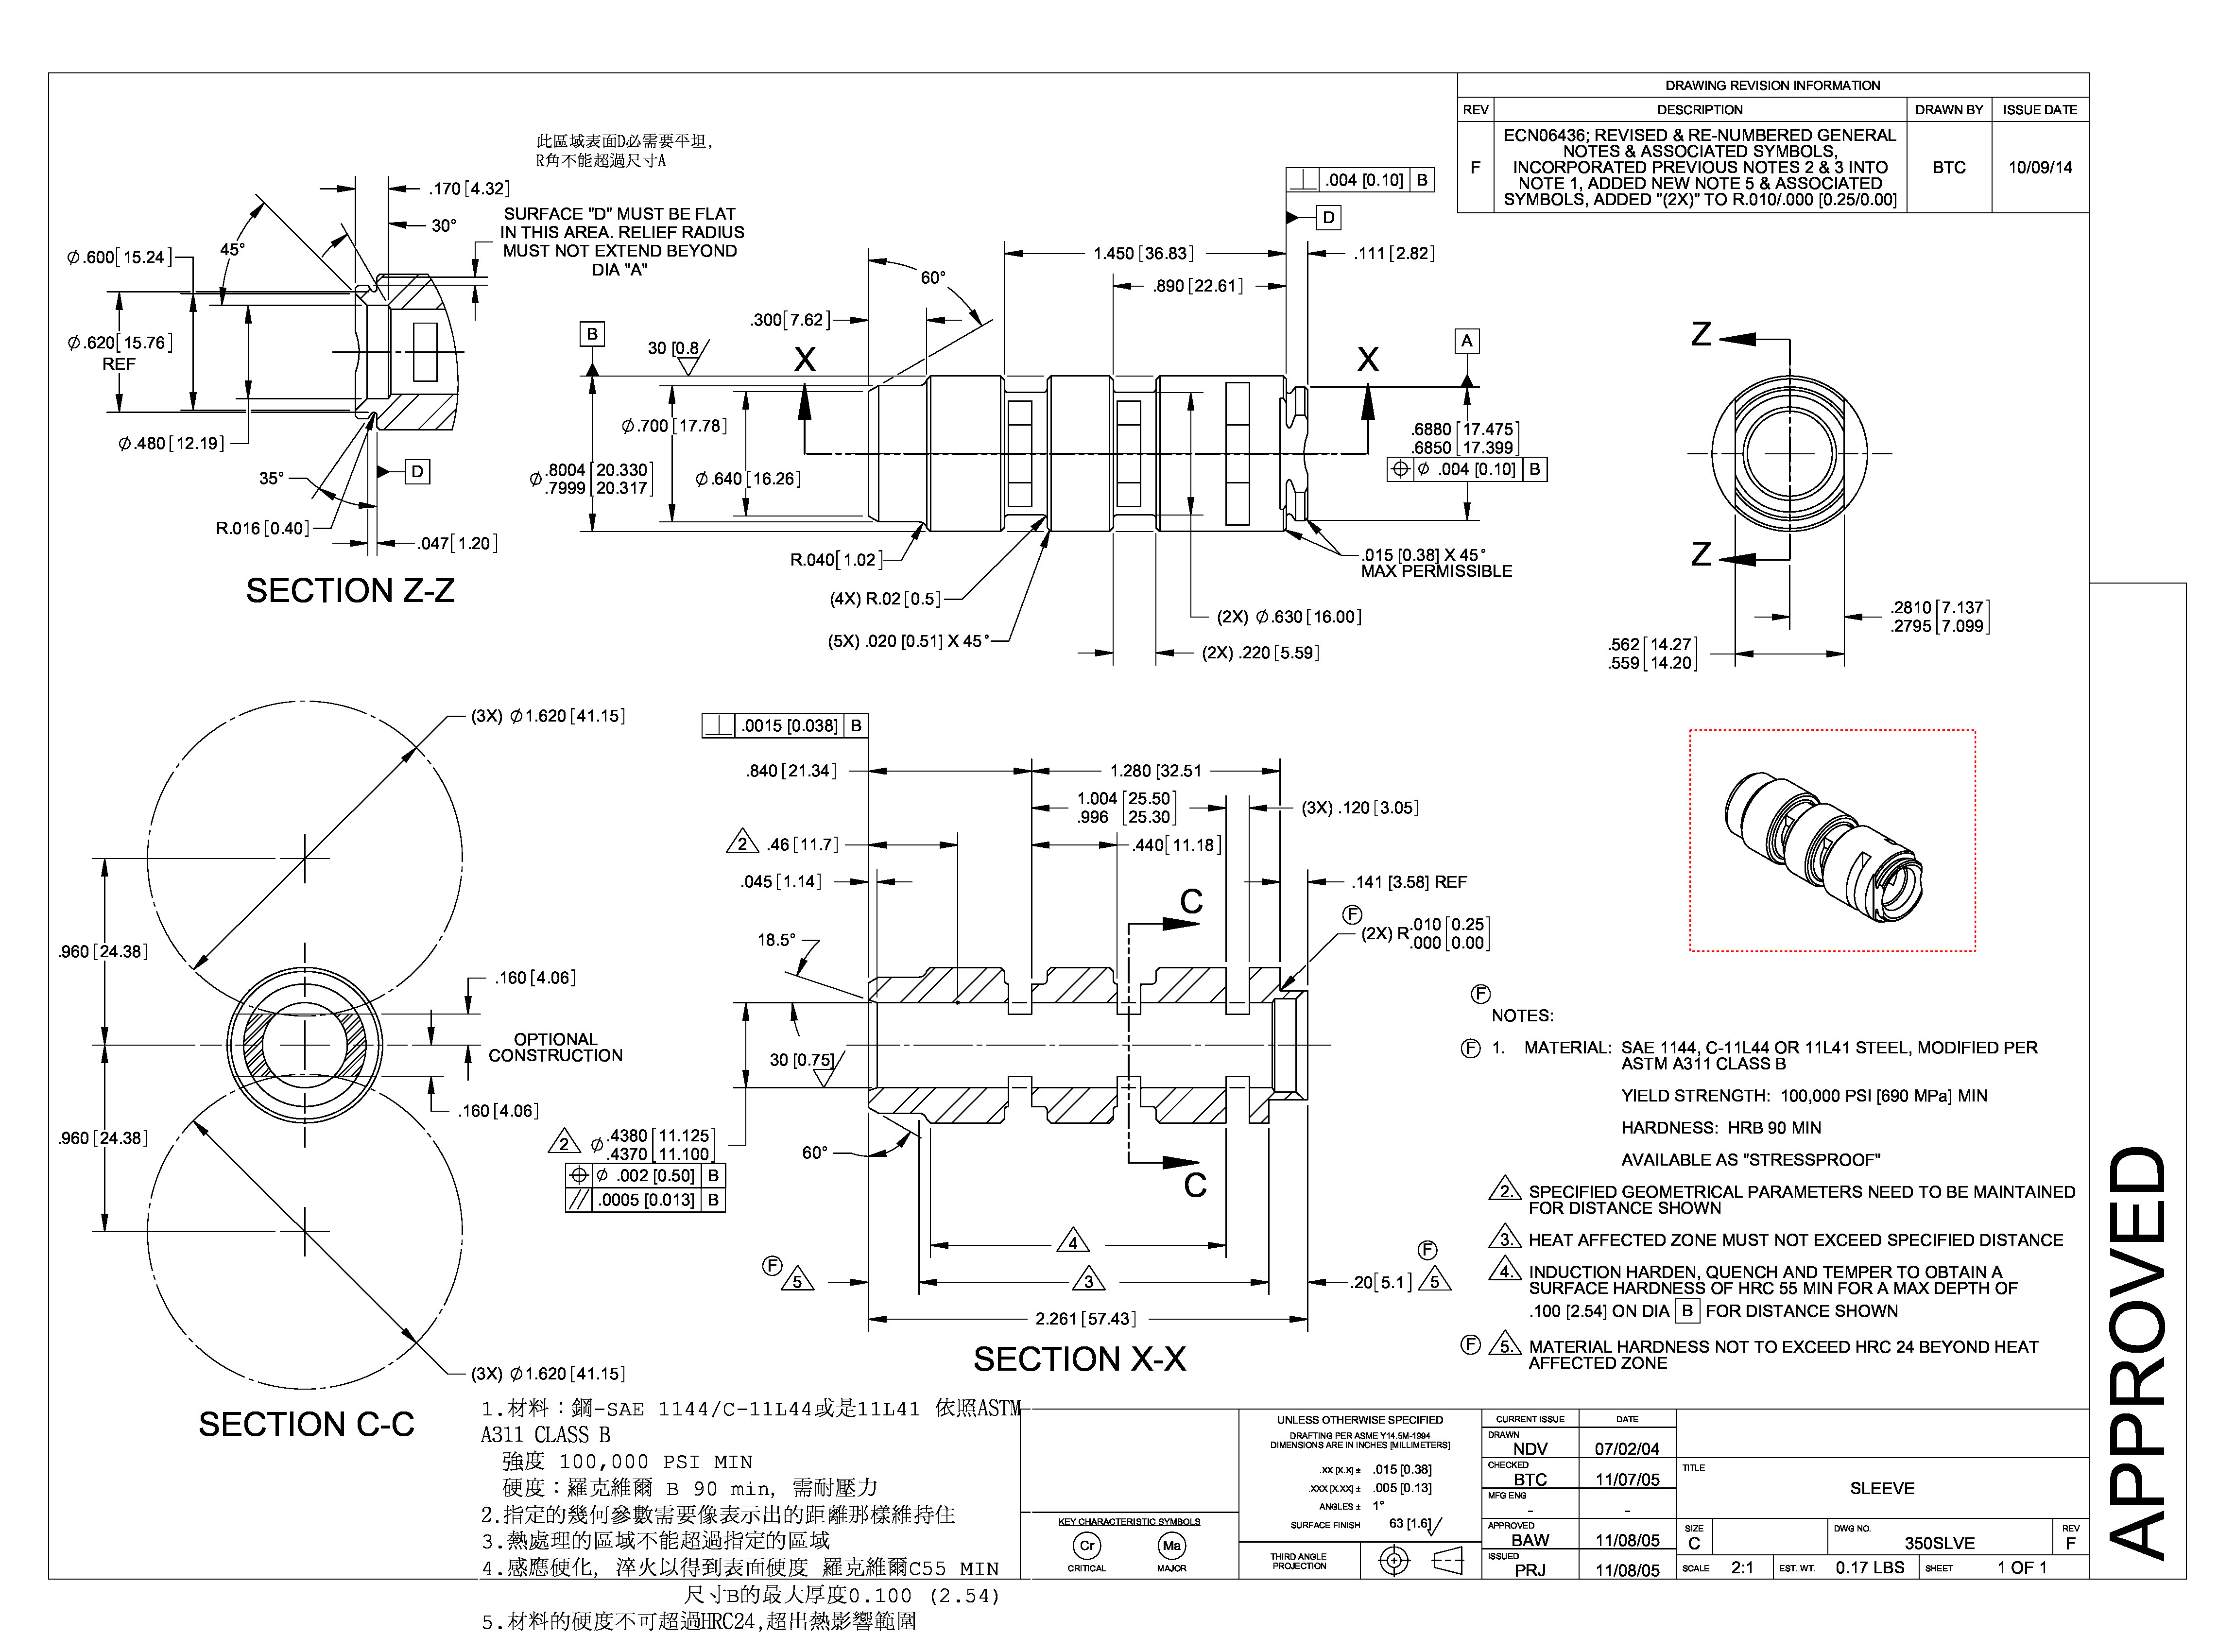 DRAWING REVISION INFORMATION
REV DESCRIPTION DRAWN BY ISSUE DATE
F
ECN06436; REVISED & RE-NUMBERED GENERAL
NOTES & ASSOCIATED SYMBOLS,
INCORPORATED PREVIOUS NOTES 2 & 3 INTO
NOTE 1, ADDED NEW NOTE 5 & ASSOCIATED
SYMBOLS, ADDED "(2X)" TO R.010/.000 [0.25/0.00]
BTC
10/09/14
此區域表面D必需要平坦,
R角不能超過尺寸A
.170 [4.32]
30°
45°
SURFACE "D" MUST BE FLAT
IN THIS AREA. RELIEF RADIUS
MUST NOT EXTEND BEYOND
DIA "A"
⌀.600 [15.24]
⌀.620 [15.76]
REF
⌀.480 [12.19]
35°
D
R.016 [0.40]
.047 [1.20]
SECTION Z-Z
⊥ .004 [0.10] B
D
1.450 [36.83]
.111 [2.82]
.890 [22.61]
60°
.300 [7.62]
B
30 [0.8
X
X
A
⌀.700 [17.78]
⌀ .8004 [20.330]
.7999 [20.317]
⌀.640 [16.26]
.6880 [17.475]
.6850 [17.399]
⌖ ⌀ .004 [0.10] B
R.040 [1.02]
(4X) R.02 [0.5]
(5X) .020 [0.51] X 45°
.015 [0.38] X 45°
MAX PERMISSIBLE
(2X) ⌀.630 [16.00]
(2X) .220 [5.59]
Z
Z
.2810 [7.137]
.2795 [7.099]
.562 [14.27]
.559 [14.20]
(3X) ⌀1.620 [41.15]
.960 [24.38]
.160 [4.06]
OPTIONAL
CONSTRUCTION
.160 [4.06]
.960 [24.38]
(3X) ⌀1.620 [41.15]
SECTION C-C
⊥ .0015 [0.038] B
.840 [21.34]
1.280 [32.51
1.004 [25.50]
.996 [25.30]
(3X) .120 [3.05]
2 .46 [11.7]
.440 [11.18]
.045 [1.14]
.141 [3.58] REF
C
F
(2X) R .010 [0.25]
.000 [0.00]
18.5°
30 [0.75]
2 ⌀ .4380 [11.125]
.4370 [11.100]
⌖ ⌀ .002 [0.50] B
// .0005 [0.013] B
60°
C
4
F 5
3
.20 [5.1] 5 F
2.261 [57.43]
SECTION X-X
F
NOTES:
F 1. MATERIAL: SAE 1144, C-11L44 OR 11L41 STEEL, MODIFIED PER
ASTM A311 CLASS B
YIELD STRENGTH: 100,000 PSI [690 MPa] MIN
HARDNESS: HRB 90 MIN
AVAILABLE AS "STRESSPROOF"
2. SPECIFIED GEOMETRICAL PARAMETERS NEED TO BE MAINTAINED
FOR DISTANCE SHOWN
3. HEAT AFFECTED ZONE MUST NOT EXCEED SPECIFIED DISTANCE
4. INDUCTION HARDEN, QUENCH AND TEMPER TO OBTAIN A
SURFACE HARDNESS OF HRC 55 MIN FOR A MAX DEPTH OF
.100 [2.54] ON DIA B FOR DISTANCE SHOWN
F 5. MATERIAL HARDNESS NOT TO EXCEED HRC 24 BEYOND HEAT
AFFECTED ZONE
APPROVED
1.材料：鋼-SAE 1144/C-11L44或是11L41 依照ASTM
A311 CLASS B
強度 100,000 PSI MIN
硬度：羅克維爾 B 90 min, 需耐壓力
2.指定的幾何參數需要像表示出的距離那樣維持住
3.熱處理的區域不能超過指定的區域
4.感應硬化, 淬火以得到表面硬度 羅克維爾C55 MIN
尺寸B的最大厚度0.100 (2.54)
5.材料的硬度不可超過HRC24,超出熱影響範圍
KEY CHARACTERISTIC SYMBOLS
Cr Ma
CRITICAL MAJOR
UNLESS OTHERWISE SPECIFIED
DRAFTING PER ASME Y14.5M-1994
DIMENSIONS ARE IN INCHES [MILLIMETERS]
.XX [X.X] ± .015 [0.38]
.XXX [X.XX] ± .005 [0.13]
ANGLES ± 1°
SURFACE FINISH 63 [1.6]
THIRD ANGLE
PROJECTION
CURRENT ISSUE DATE
DRAWN
NDV 07/02/04
CHECKED
BTC 11/07/05
MFG ENG
- -
APPROVED
BAW 11/08/05
ISSUED
PRJ 11/08/05
TITLE
SLEEVE
SIZE
C
DWG NO.
350SLVE
REV
F
SCALE 2:1 EST. WT. 0.17 LBS SHEET 1 OF 1